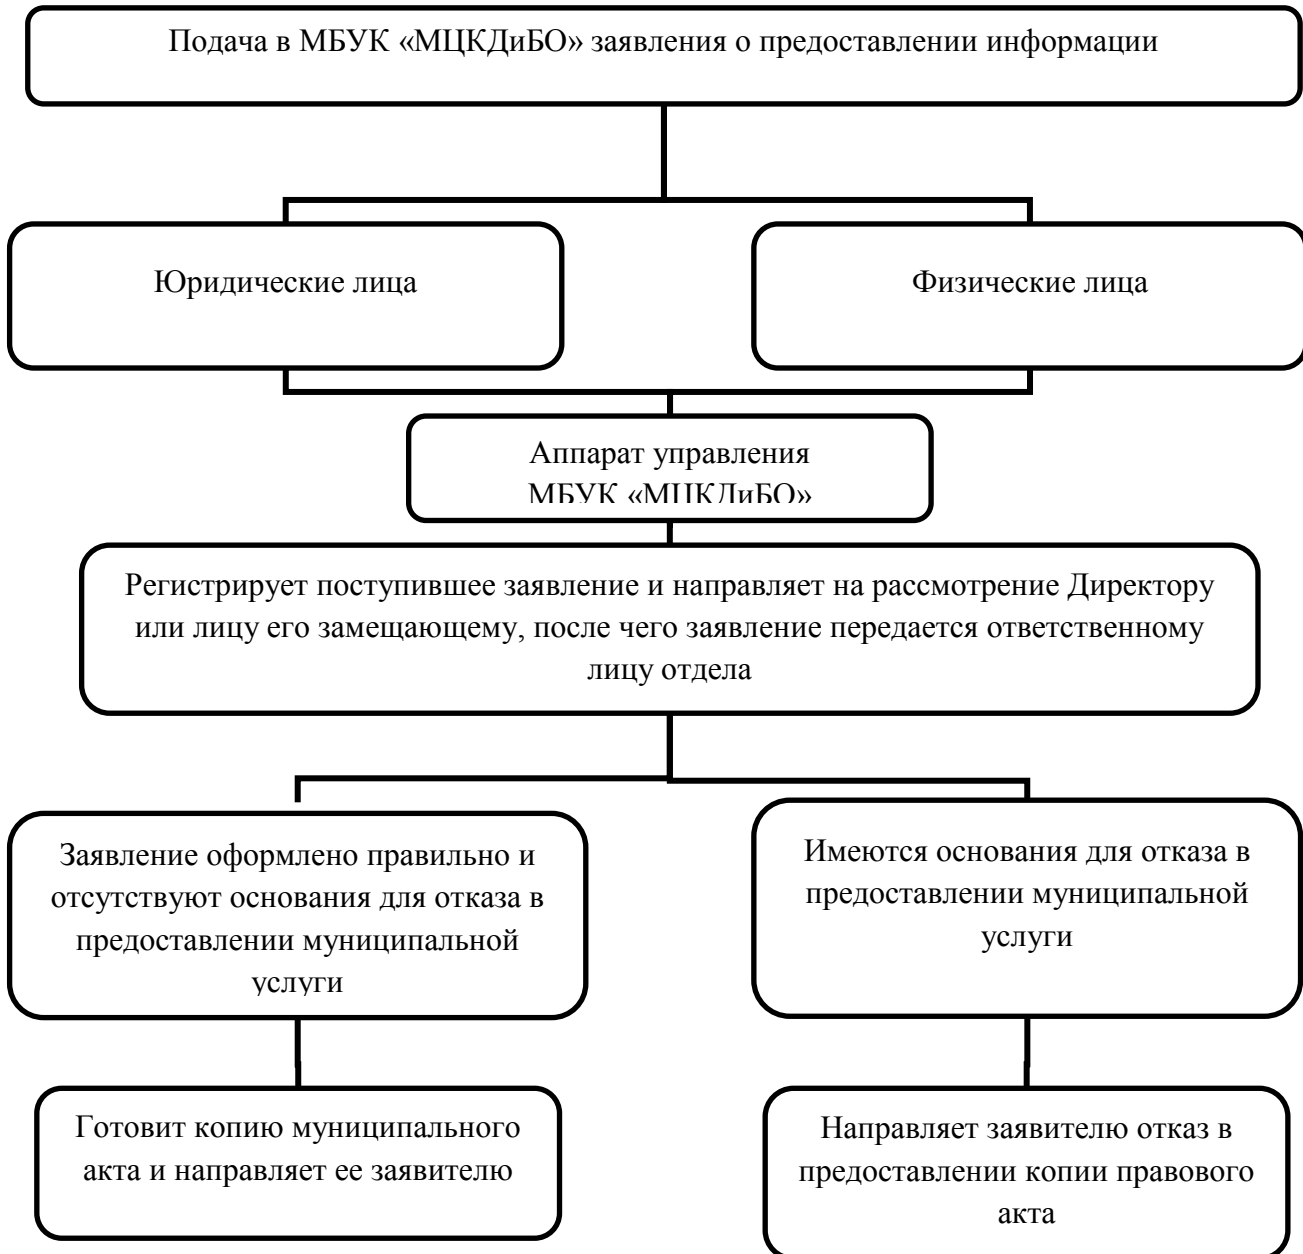 Подача в МБУК «МЦКДиБО» заявления о предоставлении информации
Юридические лица
Физические лица
Аппарат управления
МБУК «МЦКДиБО»
Регистрирует поступившее заявление и направляет на рассмотрение Директору
или лицу его замещающему, после чего заявление передается ответственному
лицу отдела
Заявление оформлено правильно и
отсутствуют основания для отказа в
предоставлении муниципальной
услуги
Имеются основания для отказа в
предоставлении муниципальной
услуги
Готовит копию муниципального
акта и направляет ее заявителю
Направляет заявителю отказ в
предоставлении копии правового
акта